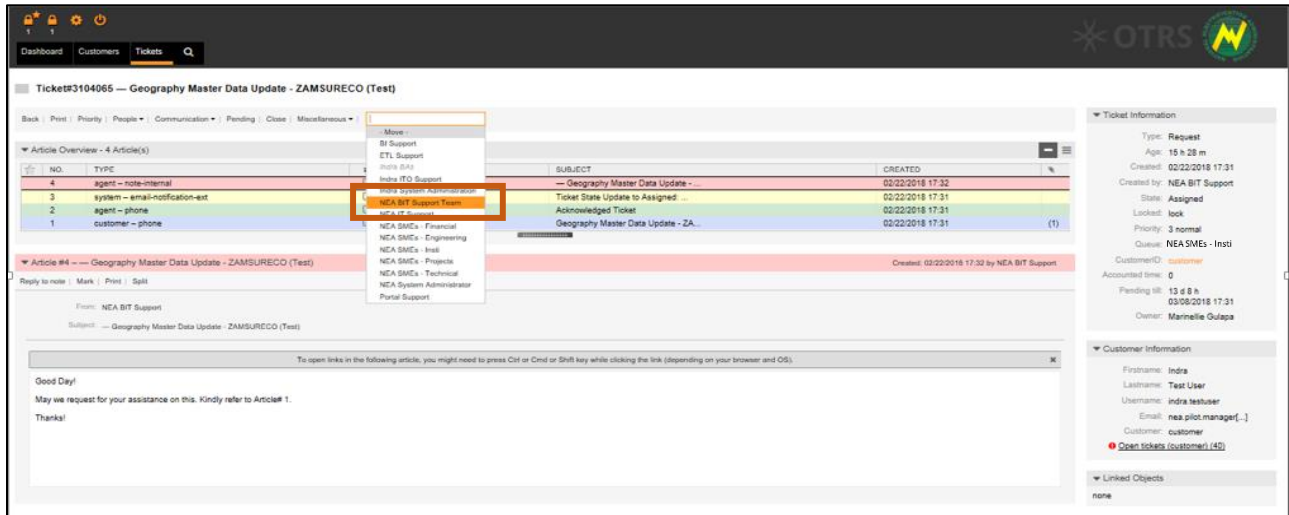 1 1
OTRS
Dashboard Customers Tickets
Ticket#3104065 — Geography Master Data Update - ZAMSURECO (Test)
Back | Print | Priority | People | Communication | Pending | Close | Miscellaneous |
- Move -
BI Support
ETL Support
Indra BAs
Indra ITO Support
Indra System Administration
NEA BIT Support Team
NEA IT Support
NEA SMEs - Financial
NEA SMEs - Engineering
NEA SMEs - Insti
NEA SMEs - Projects
NEA SMEs - Technical
NEA System Administrator
Portal Support
Article Overview - 4 Article(s)
NO. TYPE SUBJECT CREATED
4 agent – note-internal — Geography Master Data Update - ... 02/22/2018 17:32
3 system – email-notification-ext Ticket State Update to Assigned: ... 02/22/2018 17:31
2 agent – phone Acknowledged Ticket 02/22/2018 17:31
1 customer – phone Geography Master Data Update - ZA... 02/22/2018 17:31 (1)
Article #4 – — Geography Master Data Update - ZAMSURECO (Test) Created: 02/22/2018 17:32 by NEA BIT Support
Reply to note | Mark | Print | Split
From: NEA BIT Support
Subject: — Geography Master Data Update - ZAMSURECO (Test)
To open links in the following article, you might need to press Ctrl or Cmd or Shift key while clicking the link (depending on your browser and OS).
Good Day!
May we request for your assistance on this. Kindly refer to Article# 1.
Thanks!
Ticket Information
Type: Request
Age: 15 h 28 m
Created: 02/22/2018 17:31
Created by: NEA BIT Support
State: Assigned
Locked: lock
Priority: 3 normal
Queue: NEA SMEs - Insti
CustomerID: customer
Accounted time: 0
Pending till: 13 d 8 h
03/08/2018 17:31
Owner: Marinellie Gulapa
Customer Information
Firstname: Indra
Lastname: Test User
Username: indra.testuser
Email: nea.pilot.manager[...]
Customer: customer
Open tickets (customer) (40)
Linked Objects
none